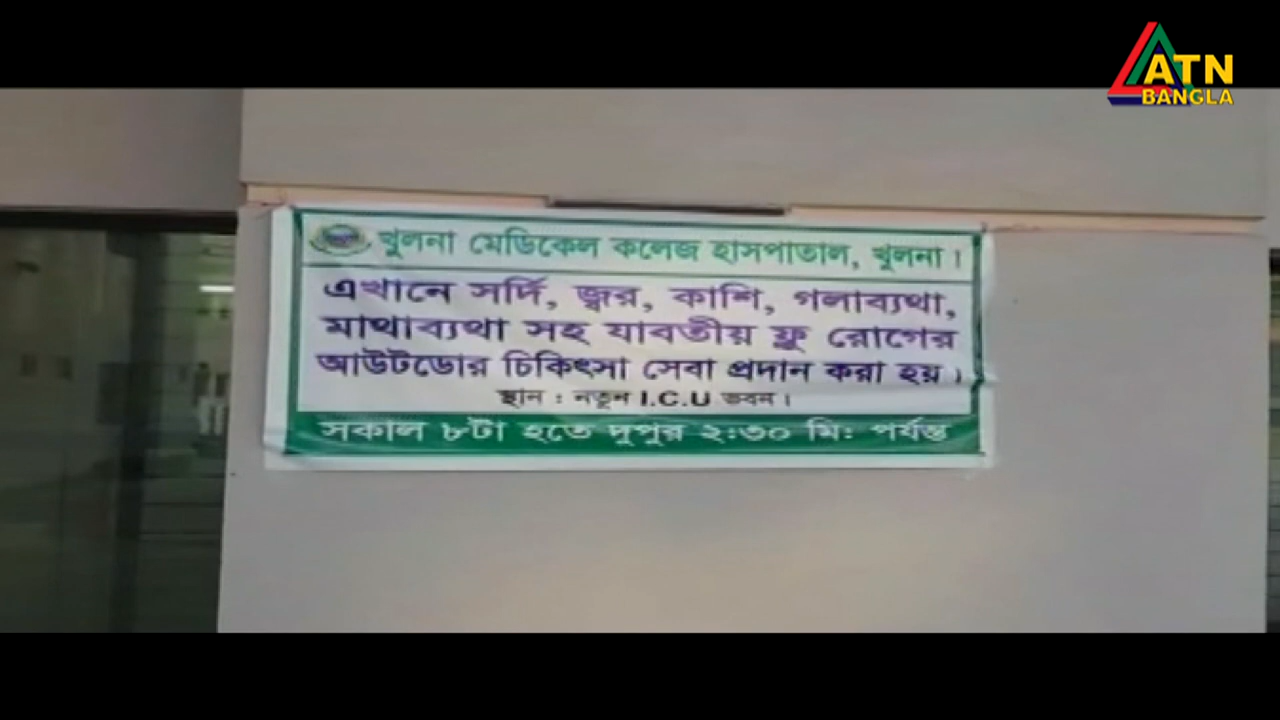 ATN
BANGLA
খুলনা মেডিকেল কলেজ হাসপাতাল, খুলনা।
এখানে সর্দি, জ্বর, কাশি, গলাব্যথা,
মাথাব্যথা সহ যাবতীয় ফ্লু রোগের
আউটডোর চিকিৎসা সেবা প্রদান করা হয়।
স্থান : নতুন I.C.U ভবন।
সকাল ৮টা হতে দুপুর ২:৩০ মি: পর্যন্ত